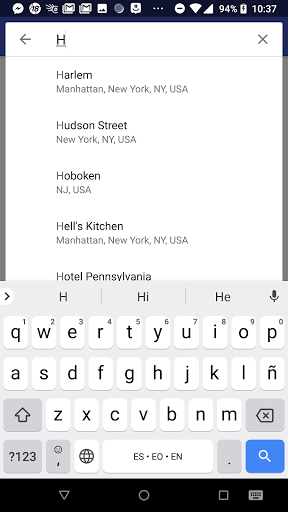 94% 10:37
H
Harlem
Manhattan, New York, NY, USA
Hudson Street
New York, NY, USA
Hoboken
NJ, USA
Hell's Kitchen
Manhattan, New York, NY, USA
Hotel Pennsylvania
H Hi He
1 2 3 4 5 6 7 8 9 0
q w e r t y u i o p
a s d f g h j k l ñ
z x c v b n m
?123 , ES • EO • EN .